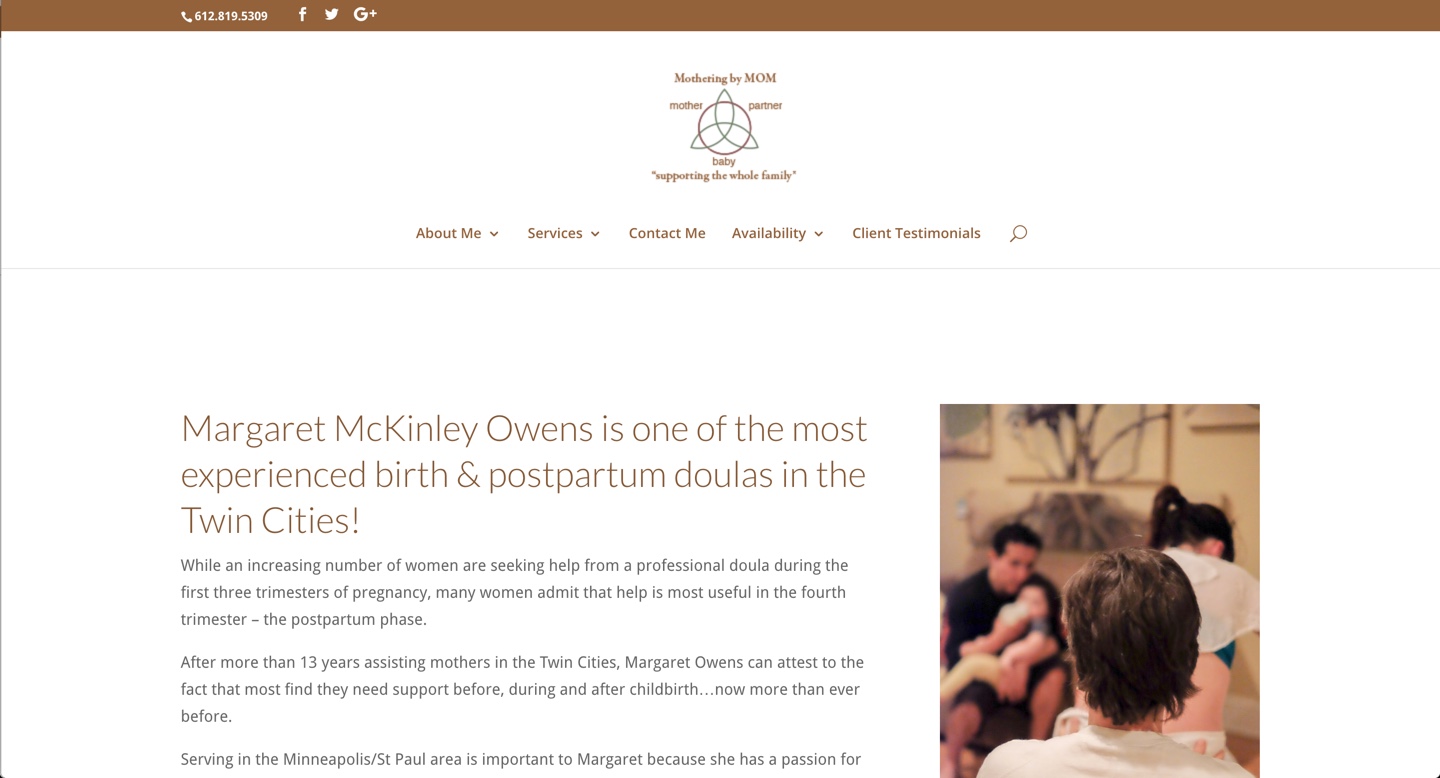 612.819.5309
Mothering by MOM
mother partner
baby
"supporting the whole family"
About Me Services Contact Me Availability Client Testimonials
Margaret McKinley Owens is one of the most
experienced birth & postpartum doulas in the
Twin Cities!
While an increasing number of women are seeking help from a professional doula during the
first three trimesters of pregnancy, many women admit that help is most useful in the fourth
trimester – the postpartum phase.
After more than 13 years assisting mothers in the Twin Cities, Margaret Owens can attest to the
fact that most find they need support before, during and after childbirth…now more than ever
before.
Serving in the Minneapolis/St Paul area is important to Margaret because she has a passion for